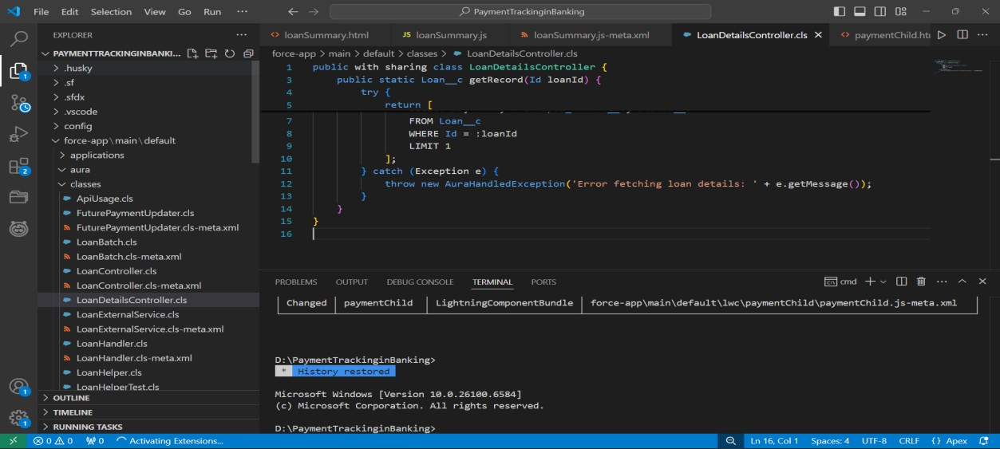 File Edit Selection View Go Run ··· PaymentTrackinginBanking
EXPLORER ···
PAYMENTTRACKINGINBANKI...
.husky
.sf
.sfdx
.vscode
config
force-app\main\default
applications
aura
classes
ApiUsage.cls
FuturePaymentUpdater.cls
FuturePaymentUpdater.cls-meta.xml
LoanBatch.cls
LoanBatch.cls-meta.xml
LoanController.cls
LoanController.cls-meta.xml
LoanDetailsController.cls
LoanExternalService.cls
LoanExternalService.cls-meta.xml
LoanHandler.cls
LoanHandler.cls-meta.xml
LoanHelper.cls
LoanHelperTest.cls
OUTLINE
TIMELINE
RUNNING TASKS
loanSummary.html JS loanSummary.js loanSummary.js-meta.xml LoanDetailsController.cls paymentChild.ht
force-app > main > default > classes > LoanDetailsController.cls
1 public with sharing class LoanDetailsController {
3 public static Loan__c getRecord(Id loanId) {
4 try {
5 return [
7 FROM Loan__c
8 WHERE Id = :loanId
9 LIMIT 1
10 ];
11 } catch (Exception e) {
12 throw new AuraHandledException('Error fetching loan details: ' + e.getMessage());
13 }
14 }
15 }
16
PROBLEMS OUTPUT DEBUG CONSOLE TERMINAL PORTS cmd
Changed paymentChild LightningComponentBundle force-app\main\default\lwc\paymentChild\paymentChild.js-meta.xml
D:\PaymentTrackinginBanking>
* History restored
Microsoft Windows [Version 10.0.26100.6584]
(c) Microsoft Corporation. All rights reserved.
D:\PaymentTrackinginBanking>
0 0 0 Activating Extensions... Ln 16, Col 1 Spaces: 4 UTF-8 CRLF {} Apex